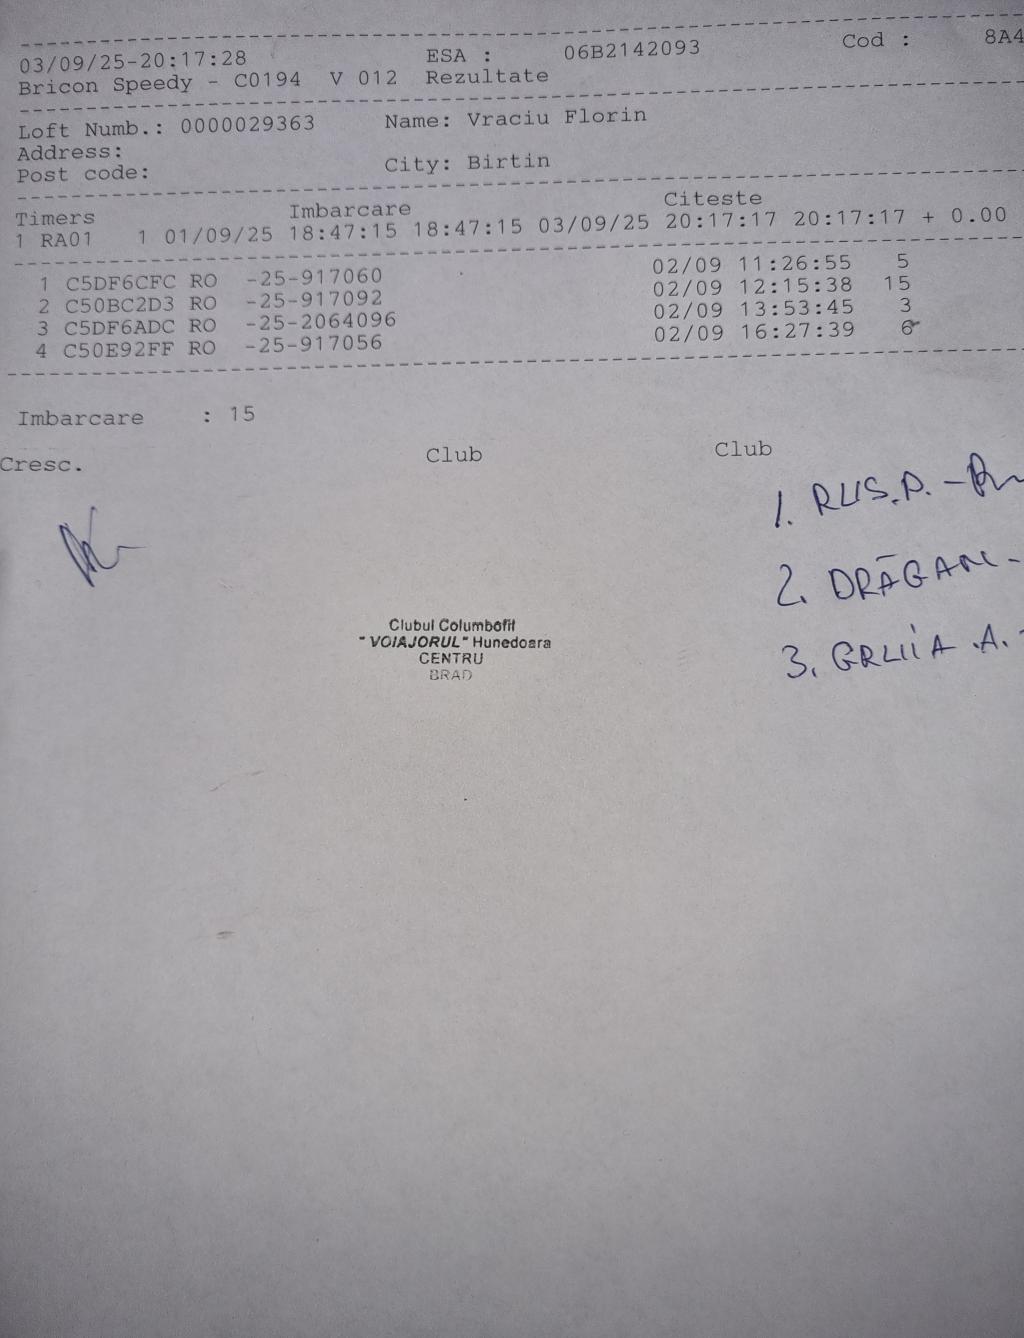 03/09/25-20:17:28 ESA : 06B2142093 Cod : 8A4
Bricon Speedy - C0194 V 012 Rezultate
Loft Numb.: 0000029363 Name: Vraciu Florin
Address:
Post code: City: Birtin
Timers Imbarcare Citeste
1 RA01 1 01/09/25 18:47:15 18:47:15 03/09/25 20:17:17 20:17:17 + 0.00
1 C5DF6CFC RO -25-917060 02/09 11:26:55 5
2 C50BC2D3 RO -25-917092 02/09 12:15:38 15
3 C5DF6ADC RO -25-2064096 02/09 13:53:45 3
4 C50E92FF RO -25-917056 02/09 16:27:39 6
Imbarcare : 15
Cresc. Club Club
1. RUS.P. -
2. DRĂGAN -
3. GRUIA .A. -
Clubul Columbofil
"VOIAJORUL" Hunedoara
CENTRU
BRAD